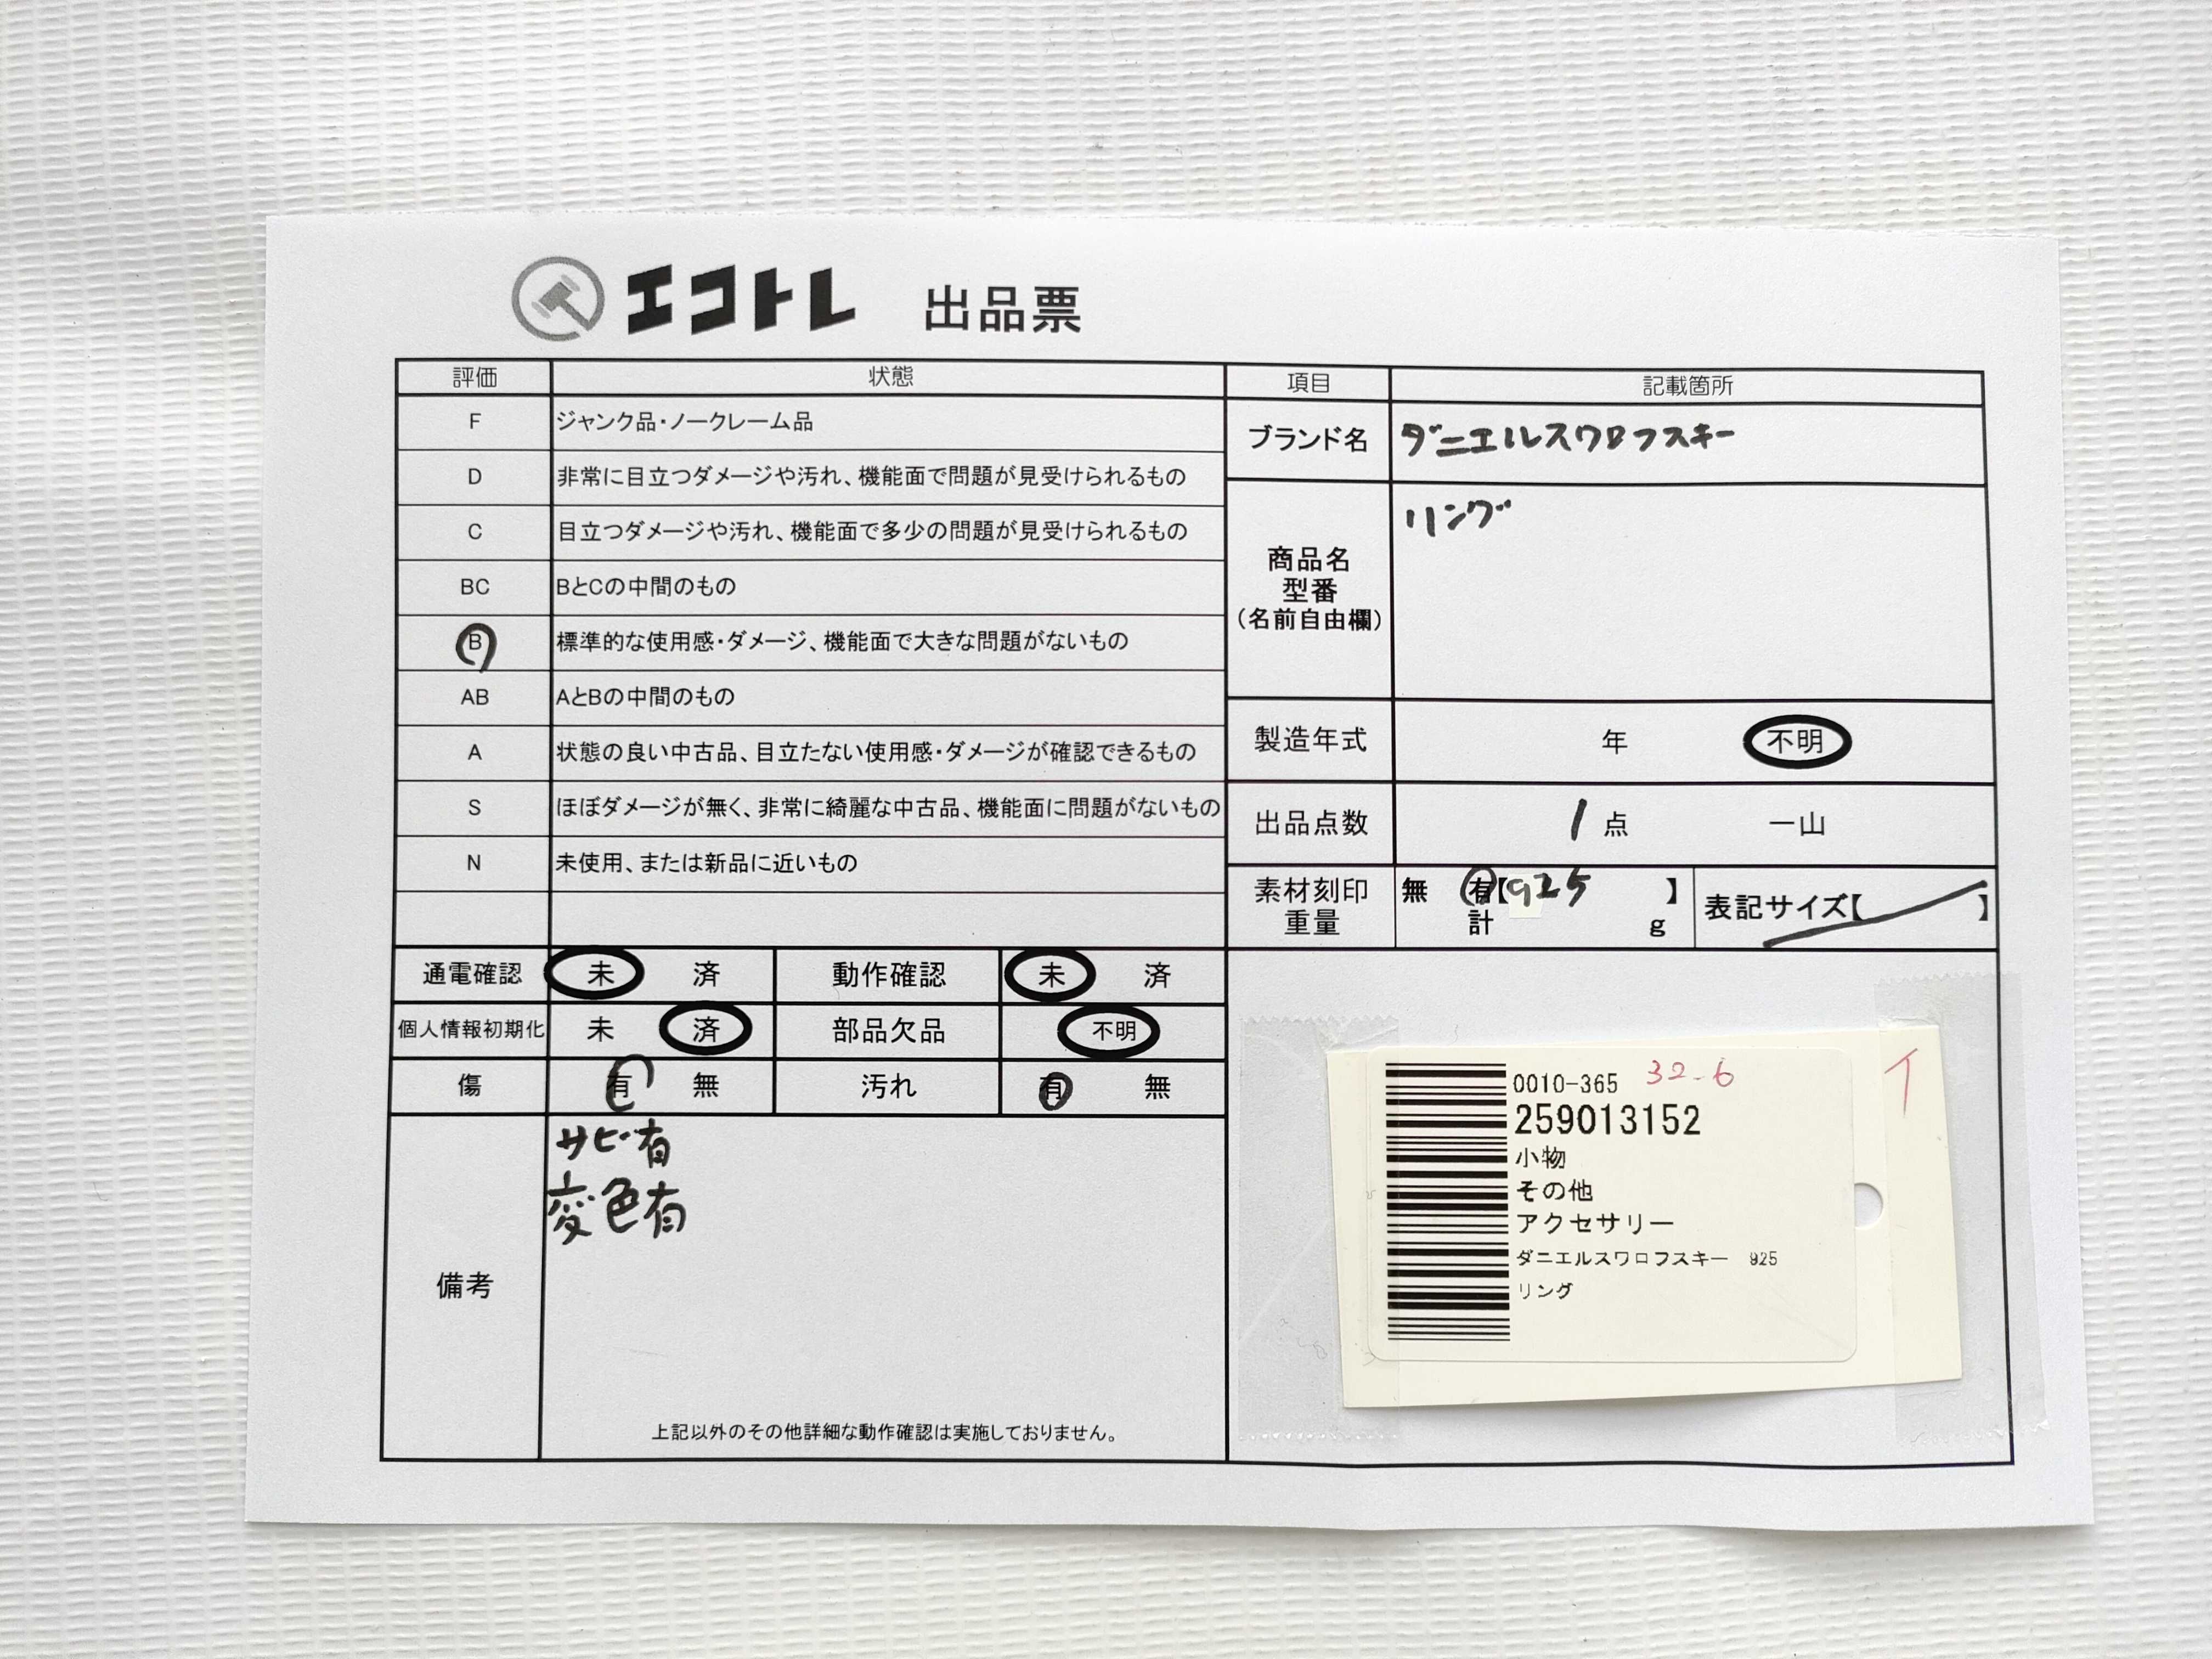 エコトレ 出品票
評価 状態
F ジャンク品・ノークレーム品
D 非常に目立つダメージや汚れ、機能面で問題が見受けられるもの
C 目立つダメージや汚れ、機能面で多少の問題が見受けられるもの
BC BとCの中間のもの
B 標準的な使用感・ダメージ、機能面で大きな問題がないもの
AB AとBの中間のもの
A 状態の良い中古品、目立たない使用感・ダメージが確認できるもの
S ほぼダメージが無く、非常に綺麗な中古品、機能面に問題がないもの
N 未使用、または新品に近いもの
項目 記載箇所
ブランド名 ダニエルスワロフスキー
商品名 リング
型番
（名前自由欄）
製造年式 年 不明
出品点数 1 点 一山
素材刻印 無 有【925 】
重量 計 g
表記サイズ【 】
通電確認 未 済 動作確認 未 済
個人情報初期化 未 済 部品欠品 不明
傷 有 無 汚れ 有 無
備考
サビ有
変色有
上記以外のその他詳細な動作確認は実施しておりません。
0010-365 32-6
259013152
小物
その他
アクセサリー
ダニエルスワロフスキー 925
リング